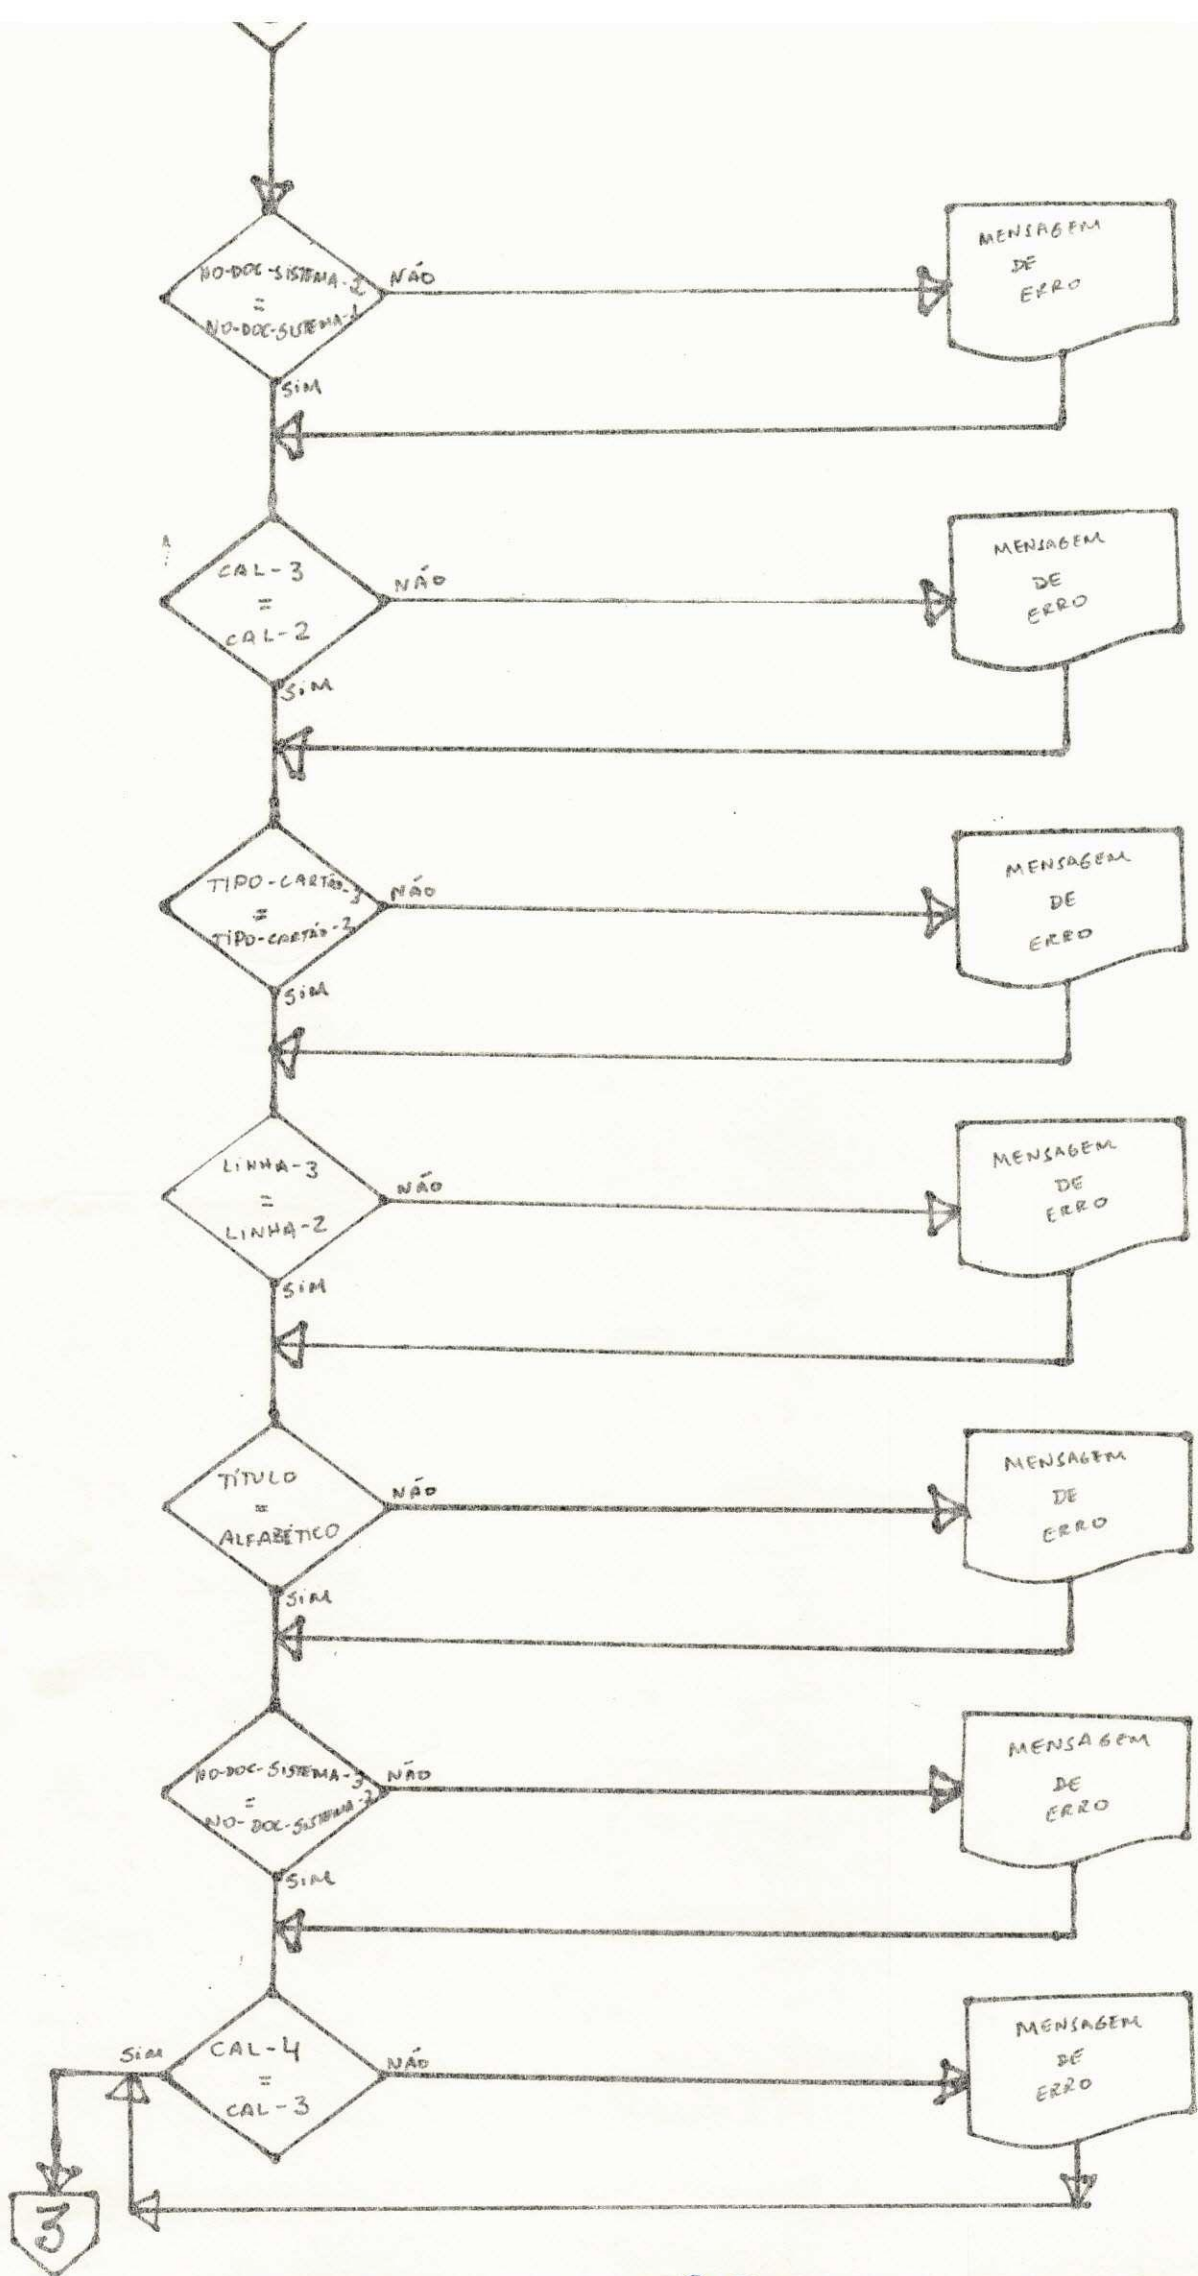 NO-DOC-SISTEMA-2
=
NO-DOC-SISTEMA-1
NÃO
MENSAGEM
DE
ERRO
SIM
CAL-3
=
CAL-2
NÃO
MENSAGEM
DE
ERRO
SIM
TIPO-CARTÃO-3
=
TIPO-CARTÃO-2
NÃO
MENSAGEM
DE
ERRO
SIM
LINHA-3
=
LINHA-2
NÃO
MENSAGEM
DE
ERRO
SIM
TÍTULO
=
ALFABÉTICO
NÃO
MENSAGEM
DE
ERRO
SIM
NO-DOC-SISTEMA-3
=
NO-DOC-SISTEMA-2
NÃO
MENSAGEM
DE
ERRO
SIM
SIM
CAL-4
=
CAL-3
NÃO
MENSAGEM
DE
ERRO
3